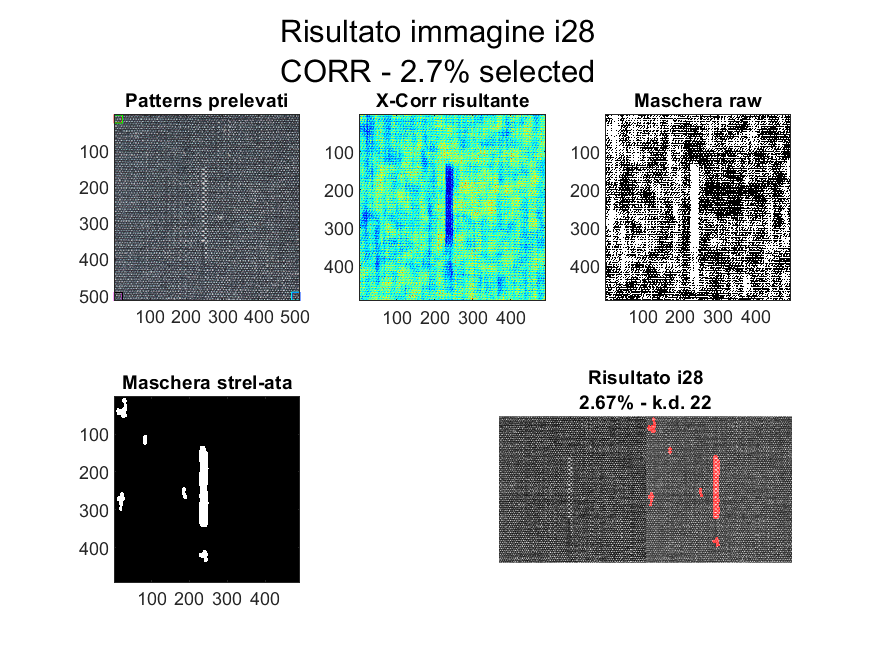 Risultato immagine i28
CORR - 2.7% selected
Patterns prelevati
100
200
300
400
500
100 200 300 400 500
X-Corr risultante
100
200
300
400
100 200 300 400
Maschera raw
100
200
300
400
100 200 300 400
Maschera strel-ata
100
200
300
400
100 200 300 400
Risultato i28
2.67% - k.d. 22